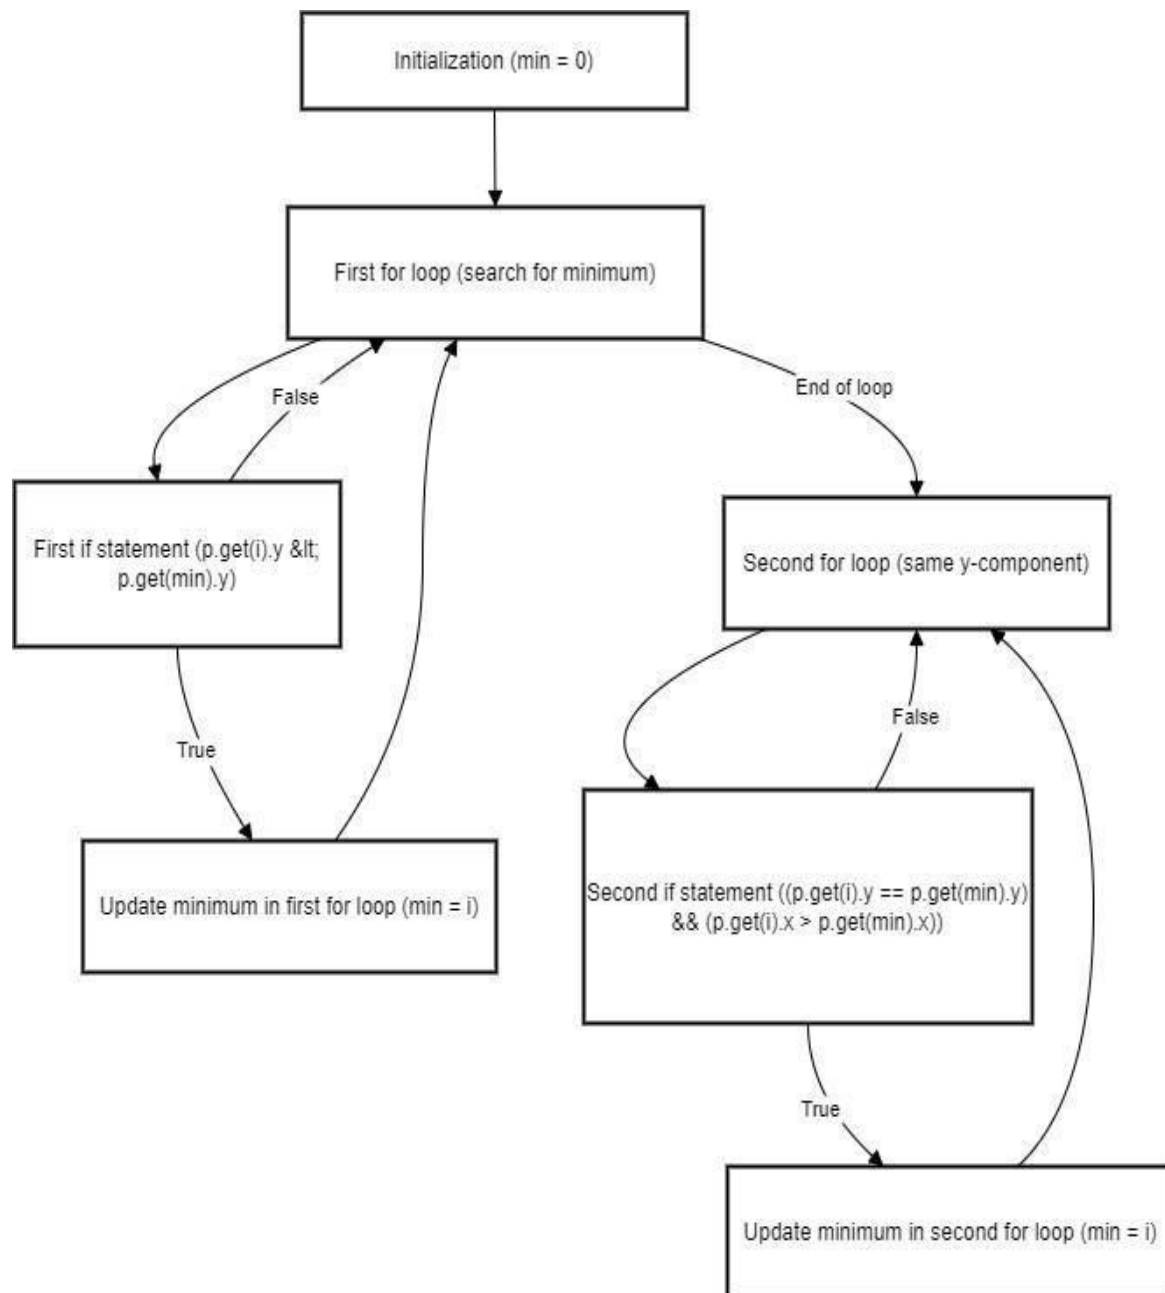 Initialization (min = 0)
First for loop (search for minimum)
False
End of loop
First if statement (p.get(i).y &lt;
p.get(min).y)
Second for loop (same y-component)
True
False
Update minimum in first for loop (min = i)
Second if statement ((p.get(i).y == p.get(min).y)
&& (p.get(i).x > p.get(min).x))
True
Update minimum in second for loop (min = i)